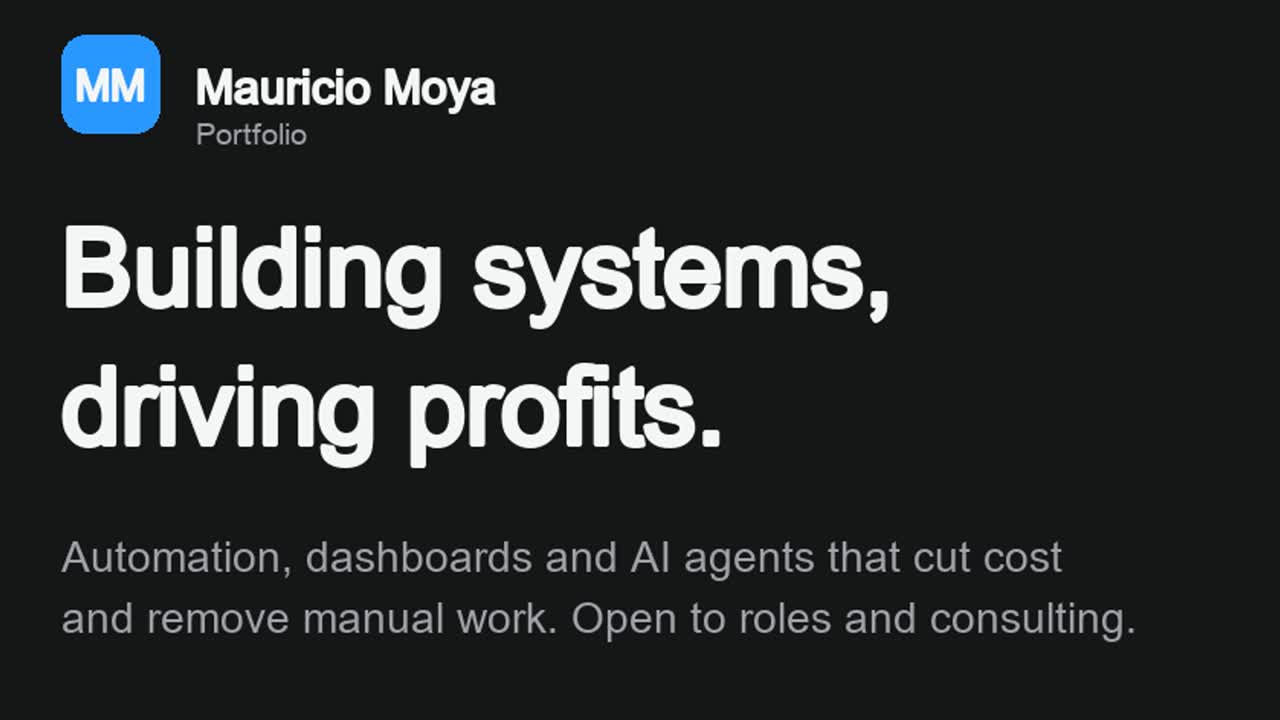 MM
Mauricio Moya
Portfolio
Building systems,
driving profits.
Automation, dashboards and AI agents that cut cost
and remove manual work. Open to roles and consulting.